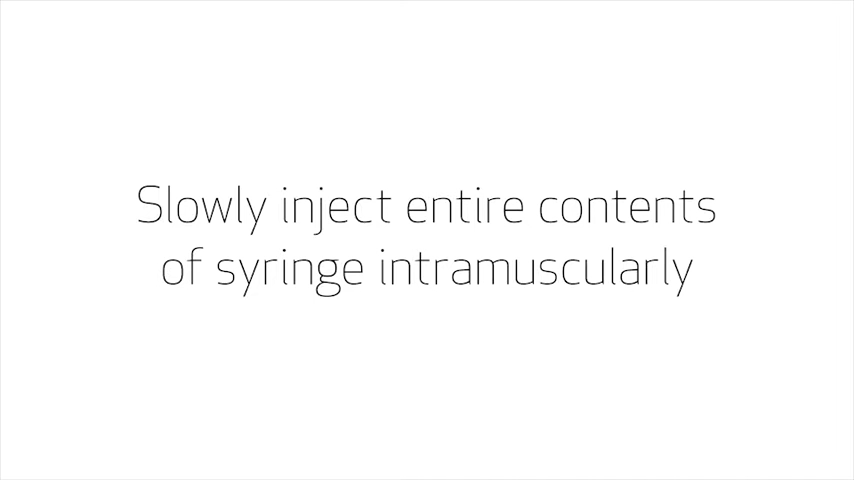 Slowly inject entire contents
of syringe intramuscularly